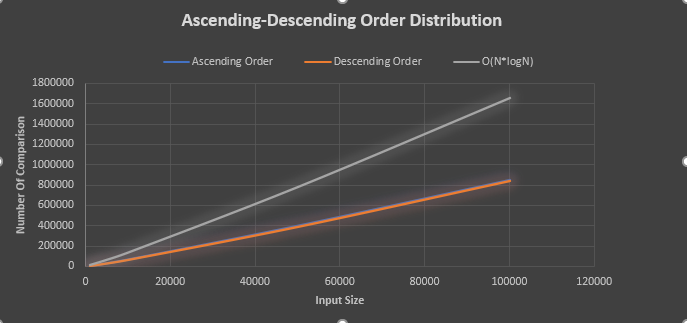 Ascending-Descending Order Distribution
Ascending Order Descending Order O(N*logN)
1800000
1600000
1400000
1200000
1000000
800000
600000
400000
200000
0
Number Of Comparison
0 20000 40000 60000 80000 100000 120000
Input Size